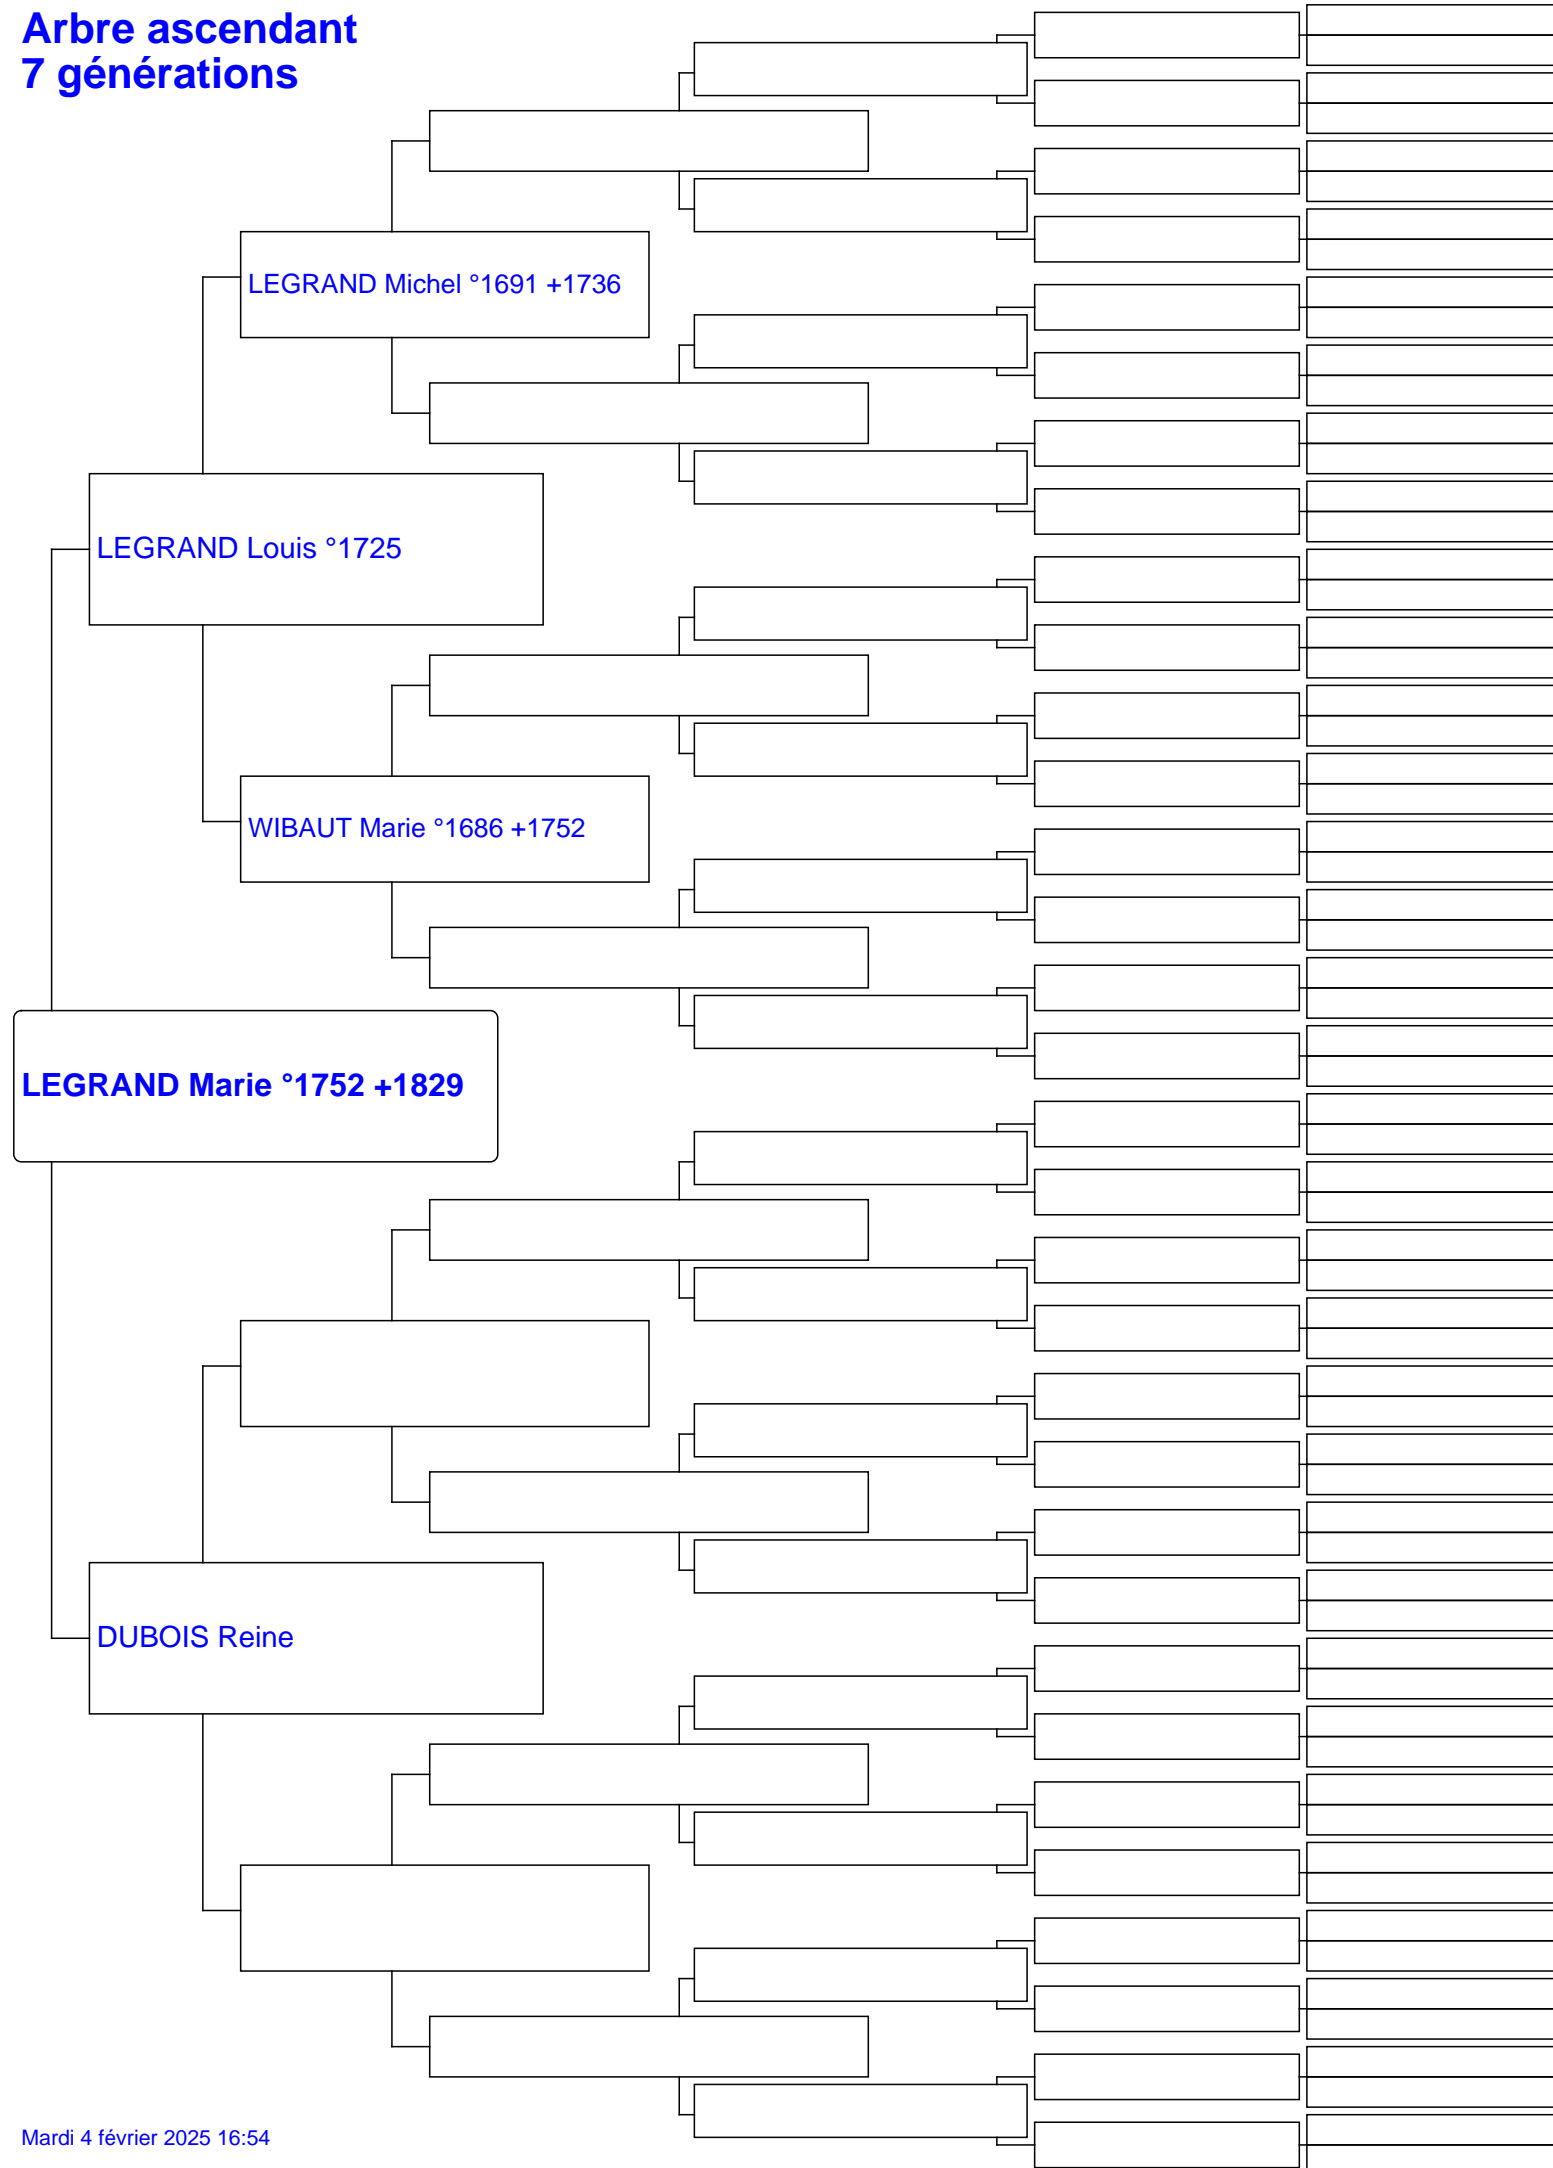 Arbre ascendant
7 générations
LEGRAND Michel °1691 +1736
LEGRAND Louis °1725
WIBAUT Marie °1686 +1752
LEGRAND Marie °1752 +1829
DUBOIS Reine
Mardi 4 février 2025 16:54